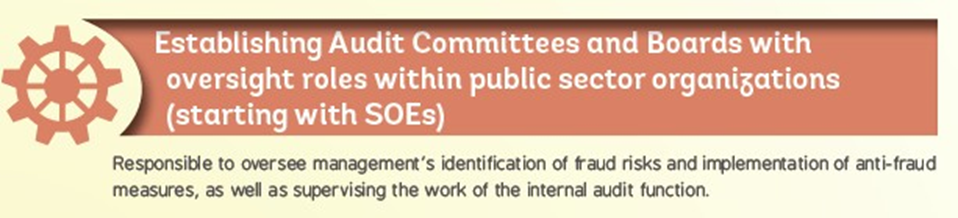 Establishing Audit Committees and Boards with
oversight roles within public sector organizations
(starting with SOEs)
Responsible to oversee management's identification of fraud risks and implementation of anti-fraud
measures, as well as supervising the work of the internal audit function.